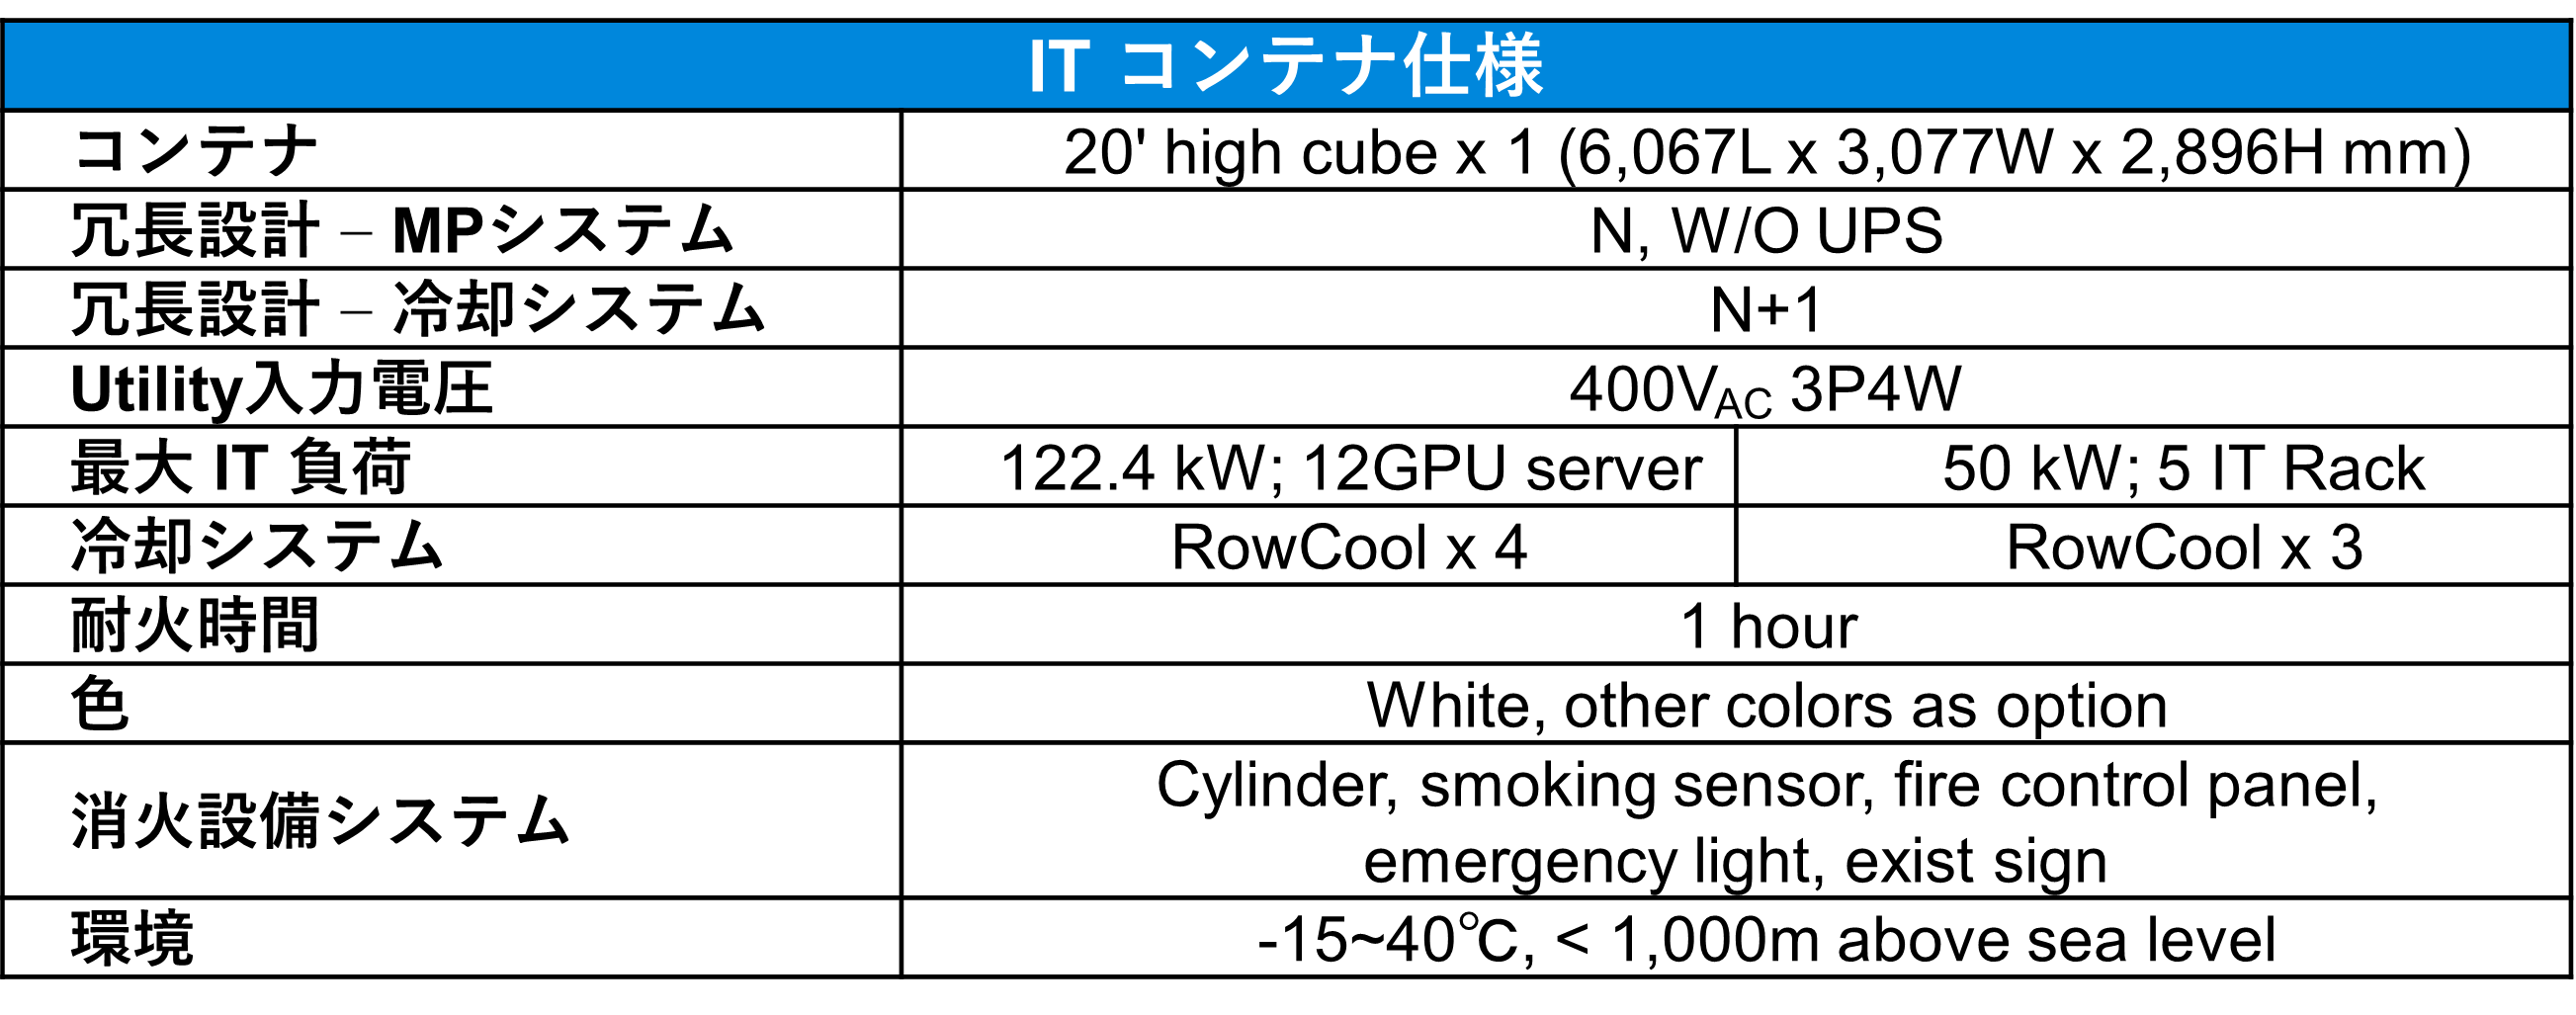 IT コンテナ仕様
コンテナ
20' high cube x 1 (6,067L x 3,077W x 2,896H mm)
冗長設計 – MPシステム
N, W/O UPS
冗長設計 – 冷却システム
N+1
Utility入力電圧
400VAC 3P4W
最大 IT 負荷
122.4 kW; 12GPU server
50 kW; 5 IT Rack
冷却システム
RowCool x 4
RowCool x 3
耐火時間
1 hour
色
White, other colors as option
消火設備システム
Cylinder, smoking sensor, fire control panel,
emergency light, exist sign
環境
-15~40℃, < 1,000m above sea level